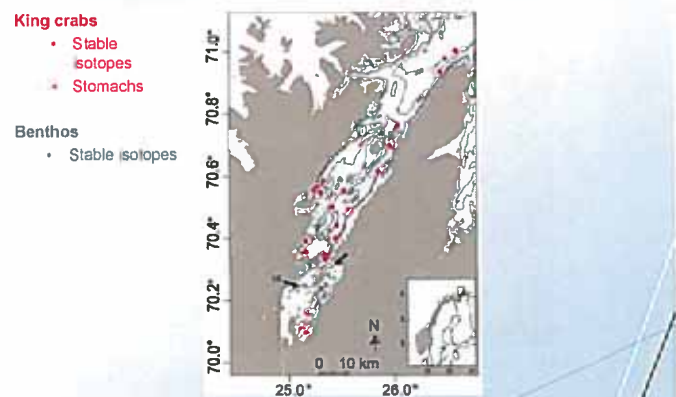 King crabs
• Stable
isotopes
• Stomachs
Benthos
• Stable isotopes
71.0°
70.8°
70.6°
70.4°
70.2°
70.0°
N
0 10 km
25.0°
26.0°